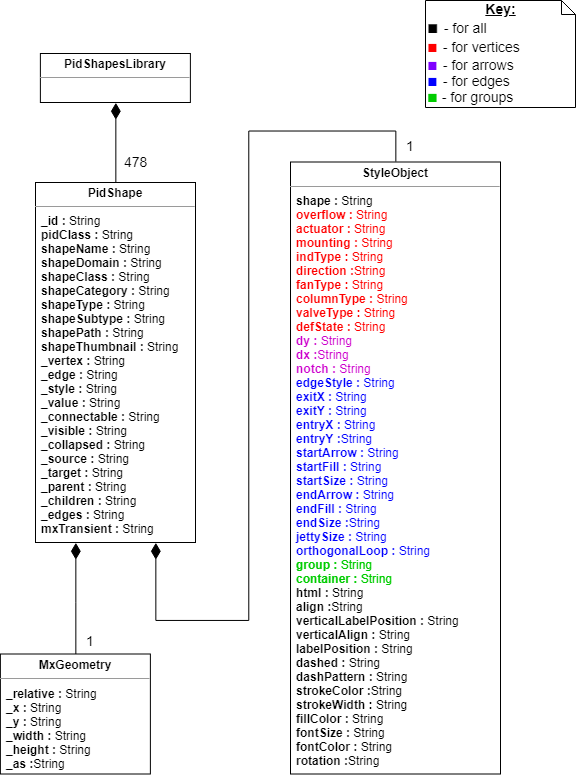 Key:
- for all
- for vertices
- for arrows
- for edges
- for groups
PidShapesLibrary
478
1
PidShape
_id : String
pidClass : String
shapeName : String
shapeDomain : String
shapeClass : String
shapeCategory : String
shapeType : String
shapeSubtype : String
shapePath : String
shapeThumbnail : String
_vertex : String
_edge : String
_style : String
_value : String
_connectable : String
_visible : String
_collapsed : String
_source : String
_target : String
_parent : String
_children : String
_edges : String
mxTransient : String
StyleObject
shape : String
overflow : String
actuator : String
mounting : String
indType : String
direction :String
fanType : String
columnType : String
valveType : String
defState : String
dy : String
dx :String
notch : String
edgeStyle : String
exitX : String
exitY : String
entryX : String
entryY :String
startArrow : String
startFill : String
startSize : String
endArrow : String
endFill : String
endSize :String
jettySize : String
orthogonalLoop : String
group : String
container : String
html : String
align :String
verticalLabelPosition : String
verticalAlign : String
labelPosition : String
dashed : String
dashPattern : String
strokeColor :String
strokeWidth : String
fillColor : String
fontSize : String
fontColor : String
rotation :String
1
MxGeometry
_relative : String
_x : String
_y : String
_width : String
_height : String
_as :String